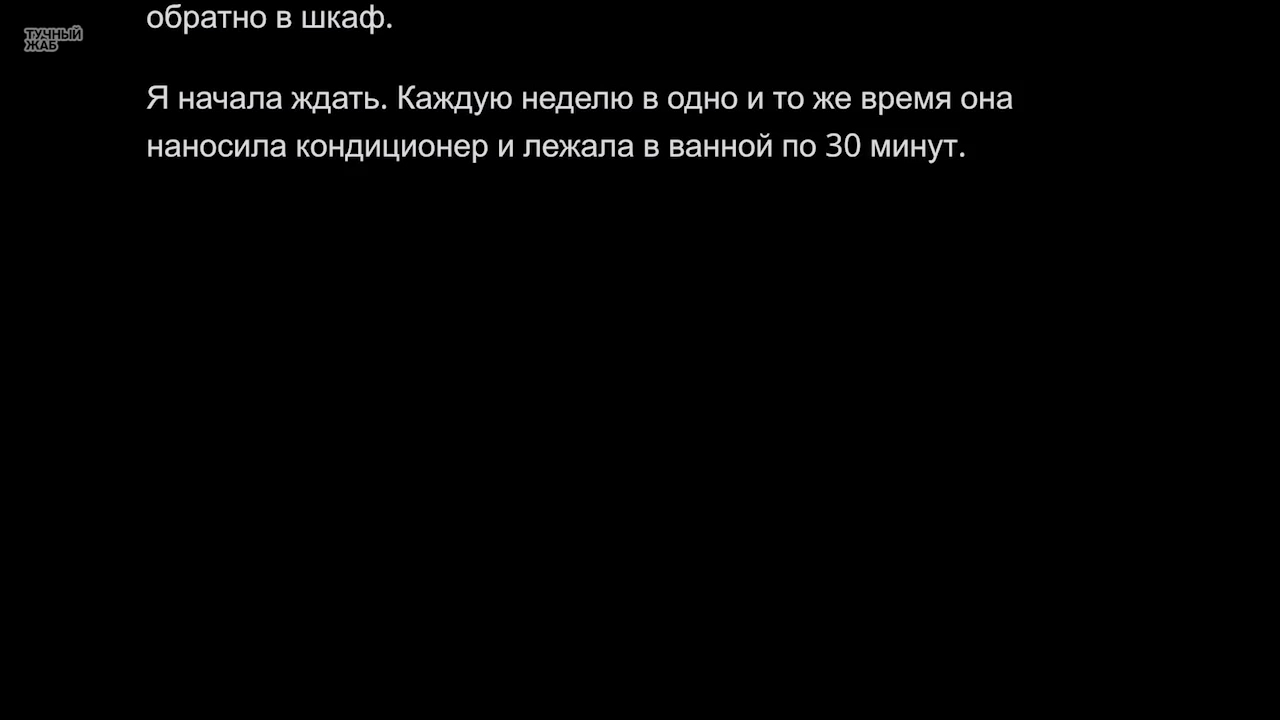 обратно в шкаф.
ТУЧНЫЙ
ЖАБ
Я начала ждать. Каждую неделю в одно и то же время она
наносила кондиционер и лежала в ванной по 30 минут.